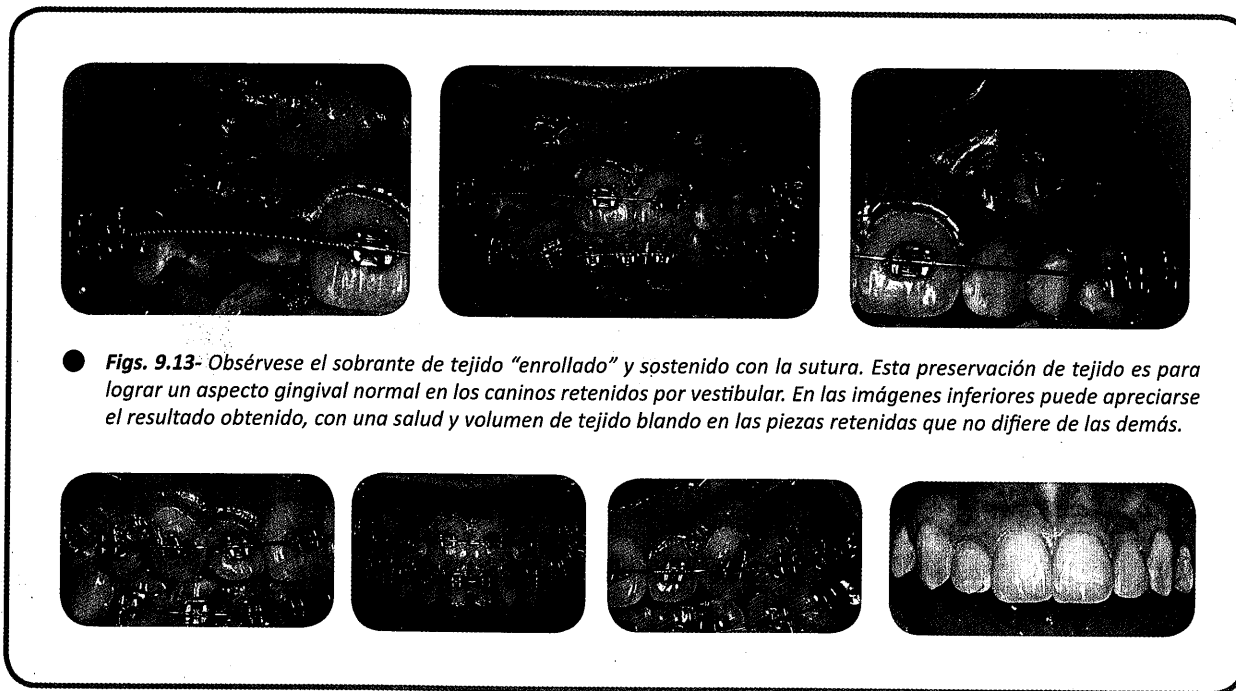 ● Figs. 9.13- Obsérvese el sobrante de tejido “enrollado” y sostenido con la sutura. Esta preservación de tejido es para
lograr un aspecto gingival normal en los caninos retenidos por vestibular. En las imágenes inferiores puede apreciarse
el resultado obtenido, con una salud y volumen de tejido blando en las piezas retenidas que no difiere de las demás.